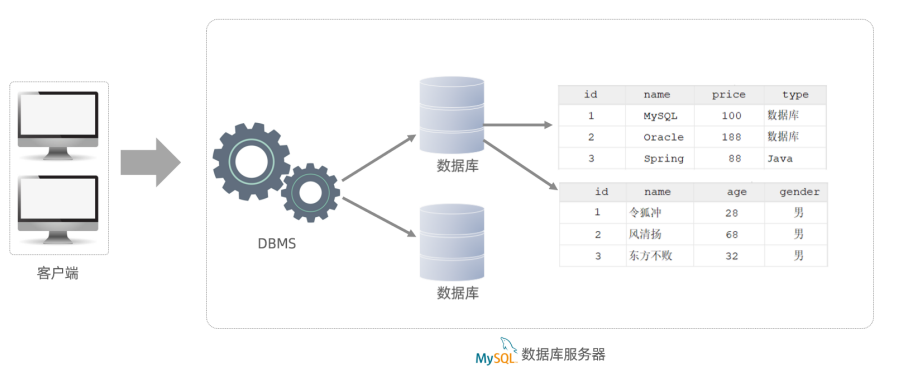 id name price type
1 MySQL 100 数据库
2 Oracle 188 数据库
3 Spring 88 Java
数据库
id name age gender
1 令狐冲 28 男
2 风清扬 68 男
3 东方不败 32 男
DBMS
客户端
数据库
MySQL 数据库服务器